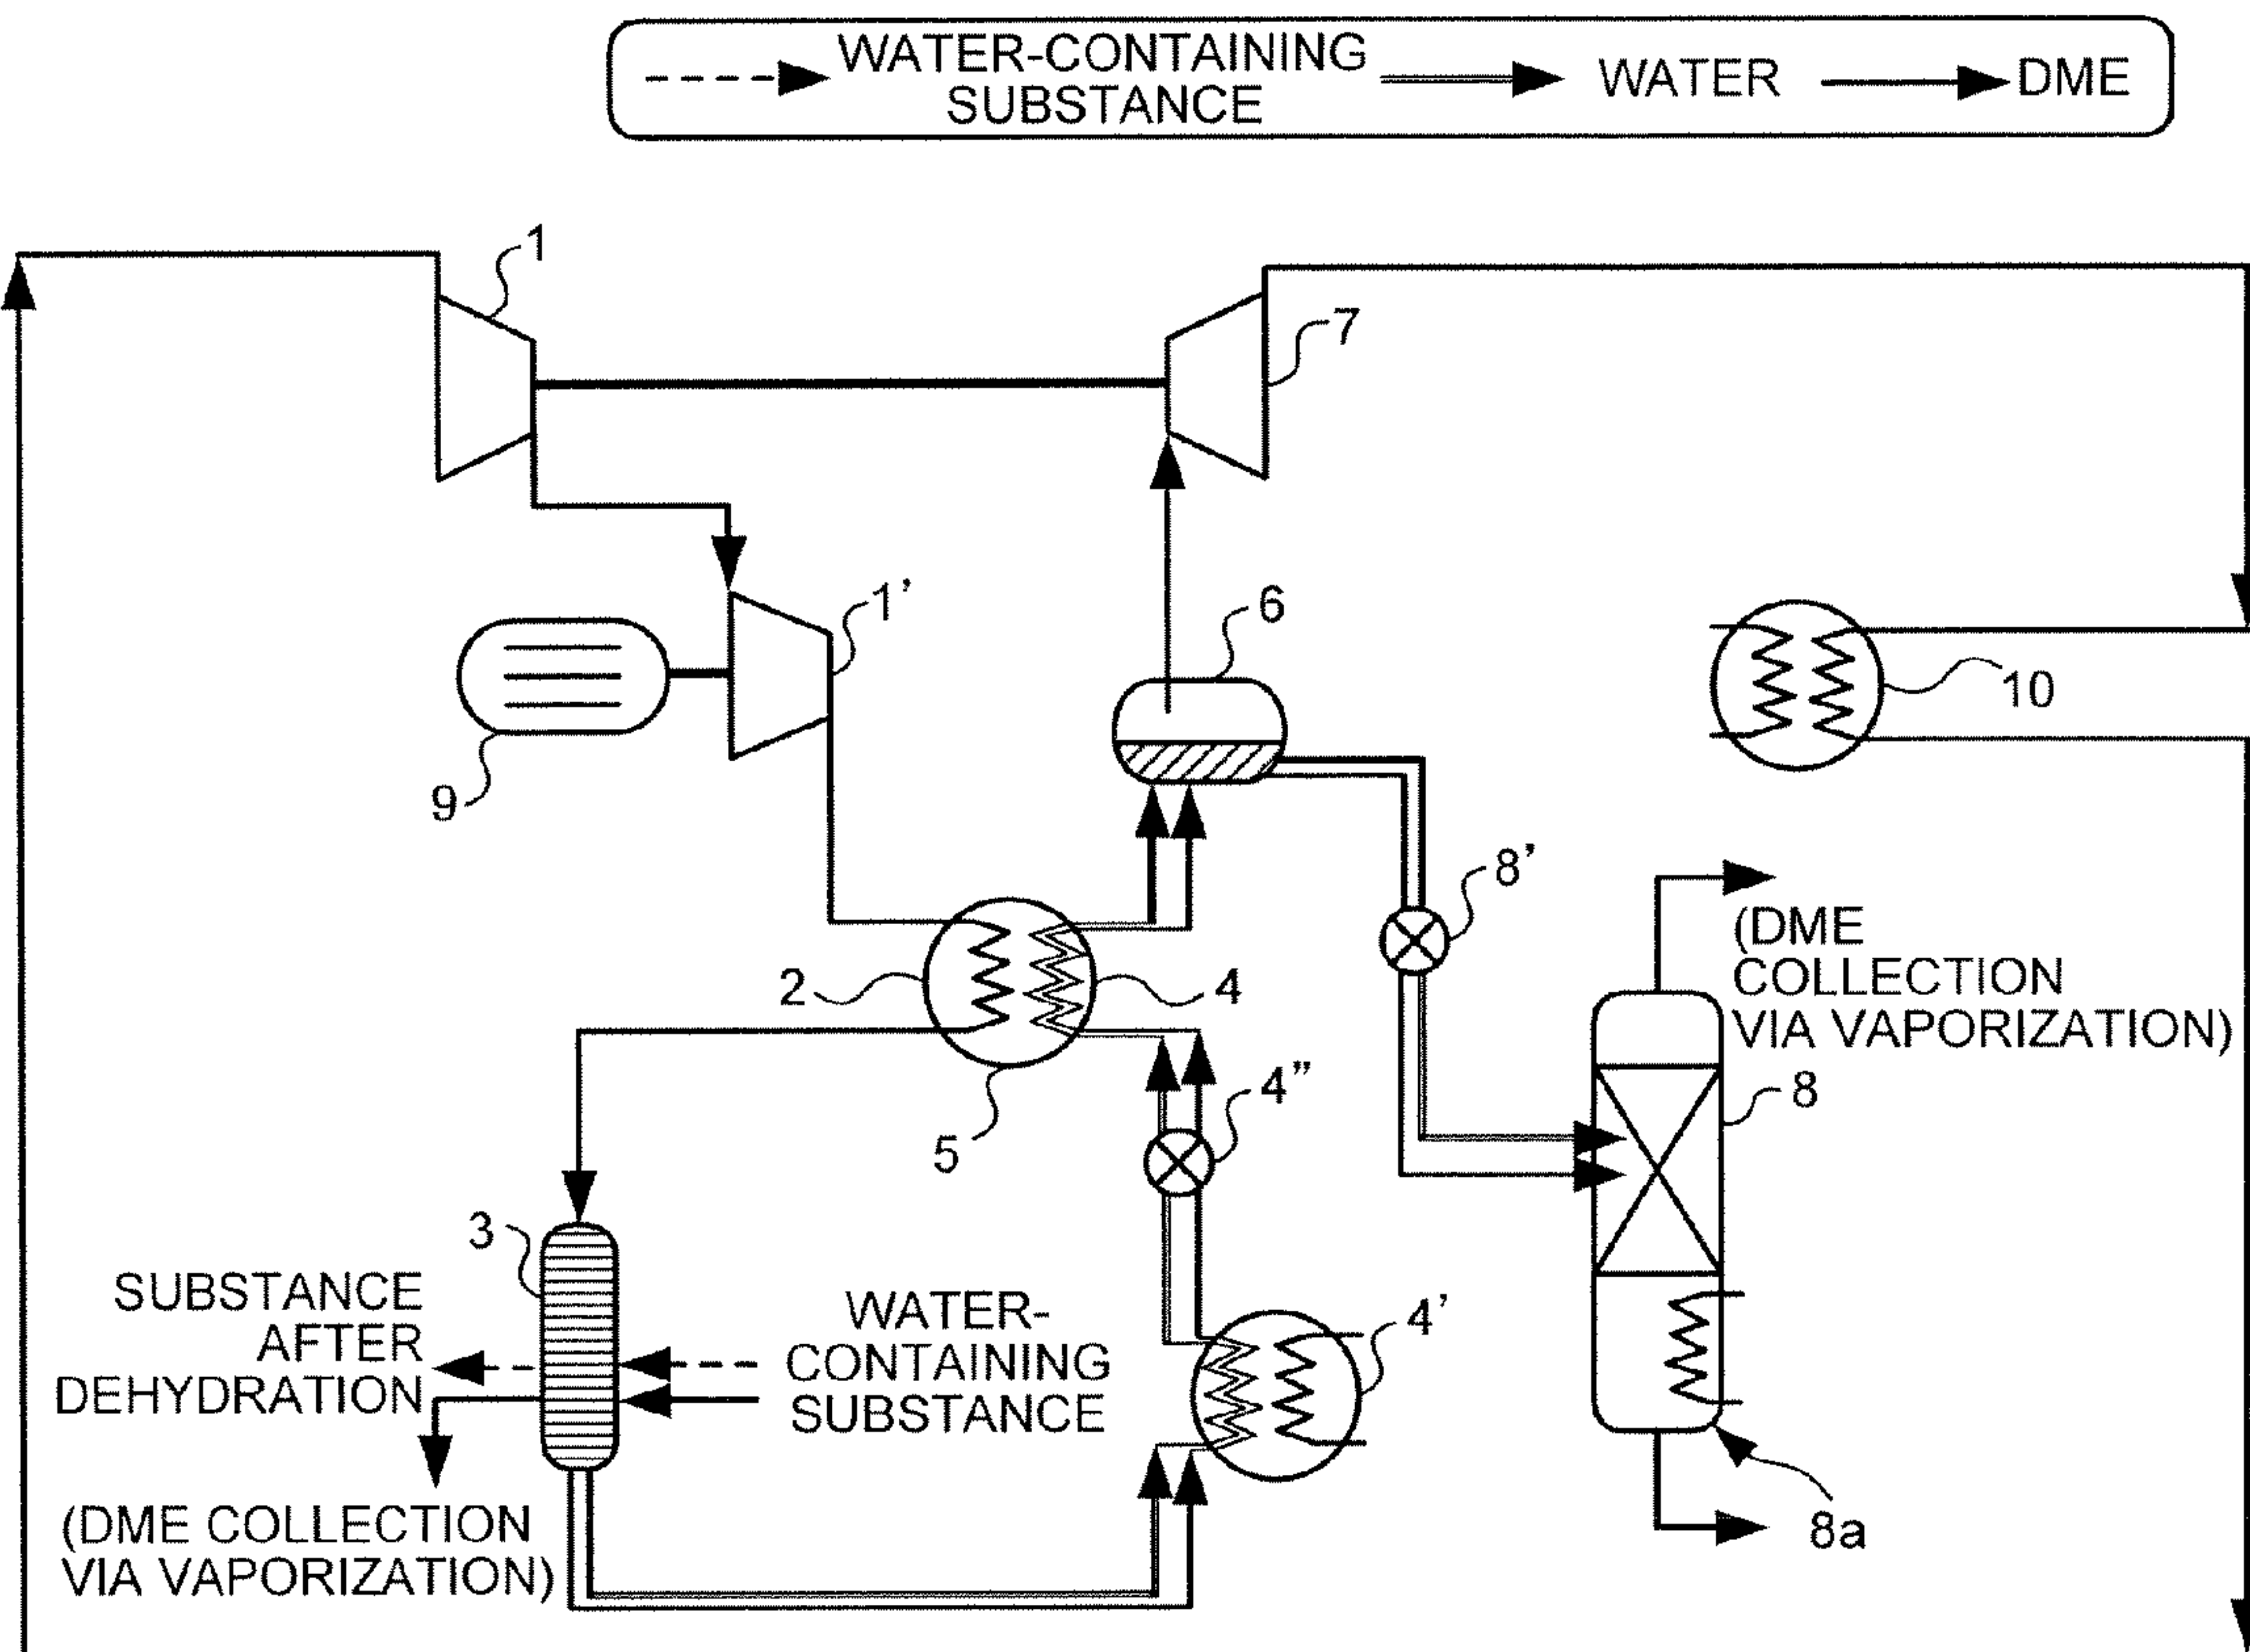 WATER-CONTAINING
SUBSTANCE
WATER
DME
1
7
1’
6
10
9
8’
2
4
(DME
COLLECTION
VIA VAPORIZATION)
4”
8
5
3
SUBSTANCE
AFTER
DEHYDRATION
WATER-
CONTAINING
SUBSTANCE
4’
(DME COLLECTION
VIA VAPORIZATION)
8a